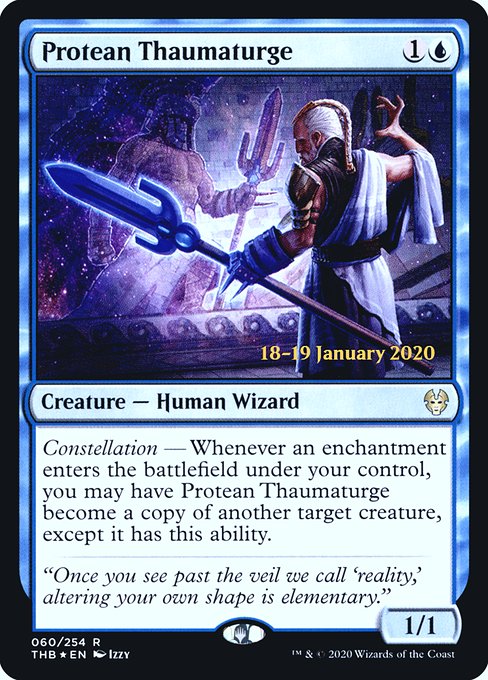 Protean Thaumaturge 1
18–19 January 2020
Creature — Human Wizard
Constellation — Whenever an enchantment
enters the battlefield under your control,
you may have Protean Thaumaturge
become a copy of another target creature,
except it has this ability.
“Once you see past the veil we call ‘reality,’
altering your own shape is elementary.”
1/1
060/254 R
THB ★ EN Izzy
™ & © 2020 Wizards of the Coast